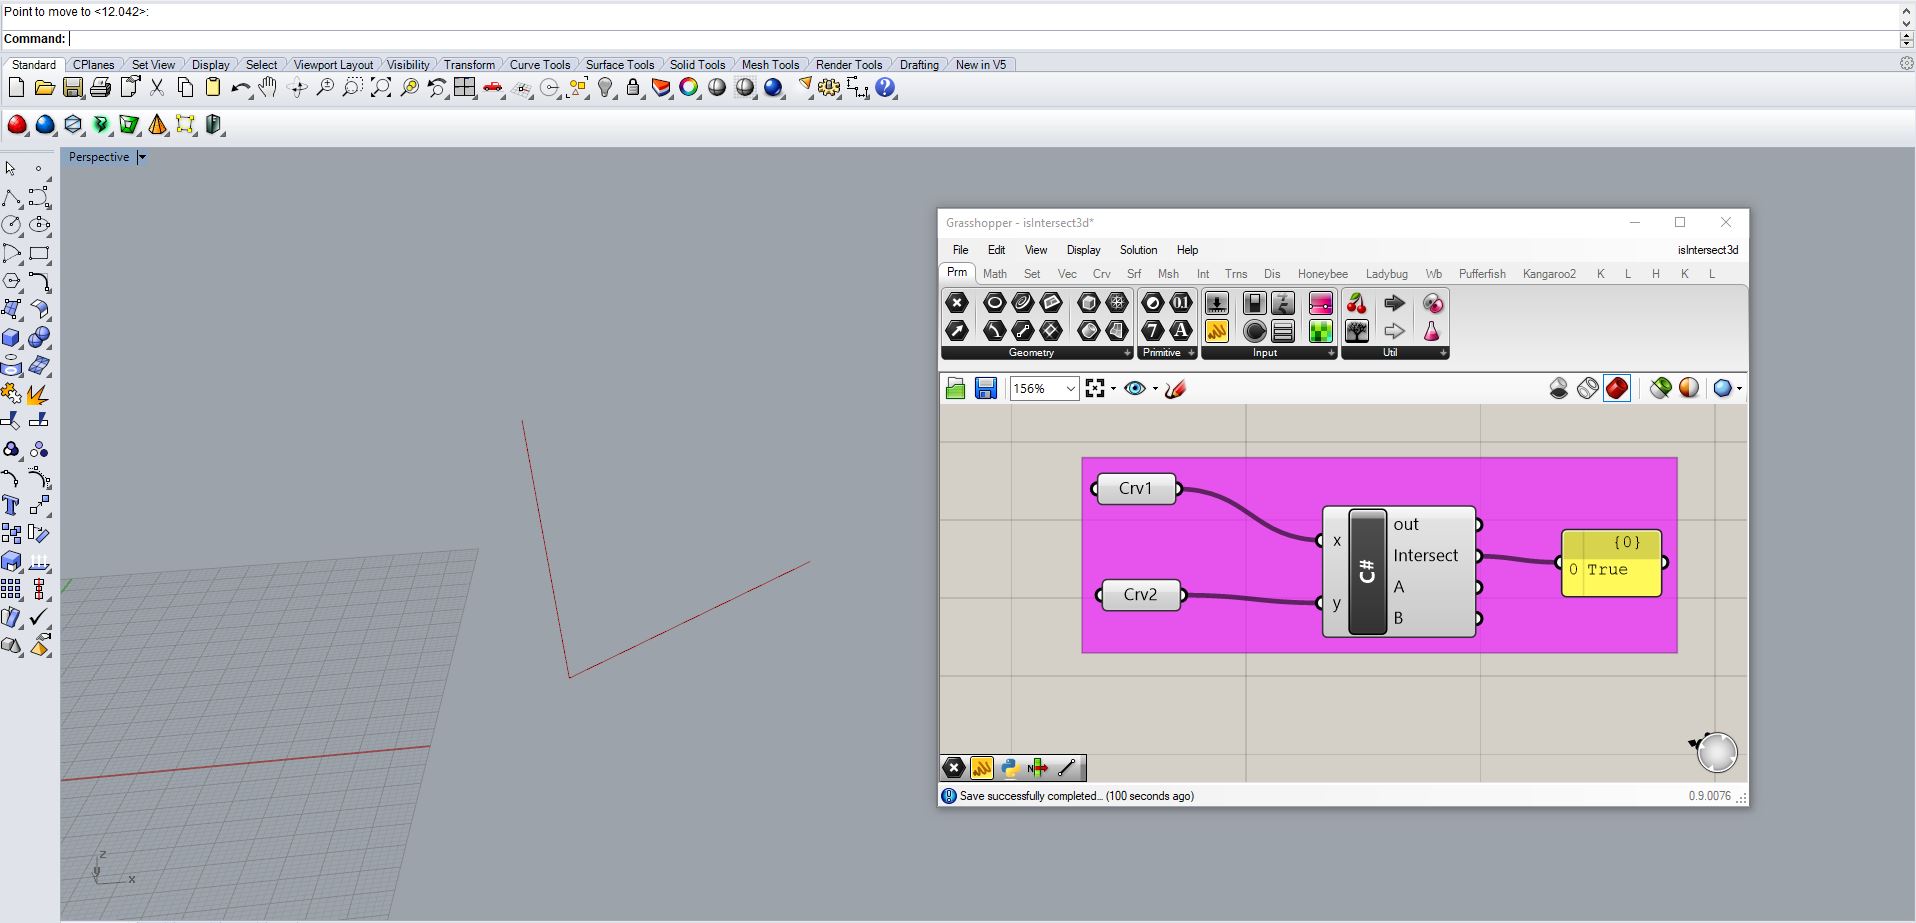 Point to move to <12.042>:
Command:
Standard CPlanes Set View Display Select Viewport Layout Visibility Transform Curve Tools Surface Tools Solid Tools Mesh Tools Render Tools Drafting New in V5
Perspective
Grasshopper - isIntersect3d*
File Edit View Display Solution Help isIntersect3d
Prm Math Set Vec Crv Srf Msh Int Trns Dis Honeybee Ladybug Wb Pufferfish Kangaroo2 K L H K L
Geometry Primitive Input Util
156%
Crv1
Crv2
x
y
C#
out
Intersect
A
B
{0}
0 True
Save successfully completed... (100 seconds ago) 0.9.0076
z
y
x